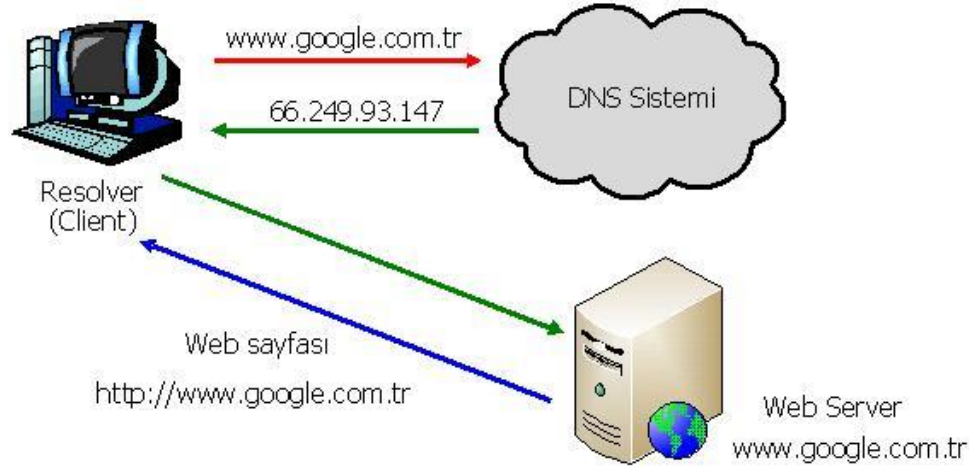 www.google.com.tr
DNS Sistemi
66.249.93.147
Resolver
(Client)
Web sayfası
http://www.google.com.tr
Web Server
www.google.com.tr